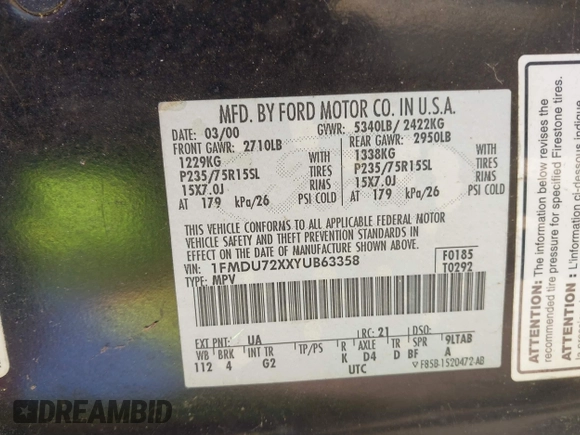 MFD. BY FORD MOTOR CO. IN U.S.A.
DATE: 03/00 GVWR: 5340LB/ 2422KG
FRONT GAWR: 2710LB REAR GAWR: 2950LB
1229KG WITH 1338KG WITH
P235/75R15SL TIRES P235/75R15SL TIRES
15X7.0J RIMS 15X7.0J RIMS
AT 179 kPa/26 PSI COLD AT 179 kPa/26 PSI COLD
THIS VEHICLE CONFORMS TO ALL APPLICABLE FEDERAL MOTOR
VEHICLE SAFETY AND BUMPER STANDARDS IN
EFFECT ON THE DATE OF MANUFACTURE SHOWN ABOVE.
VIN: 1FMDU72XXYUB63358 F0185
TYPE: MPV T0292
EXT PNT: UA RC: 21 DSO:
WB BRK INT TR TP/PS R AXLE TR SPR 9LTAB
112 4 G2 K D4 D BF A
UTC F85B-1520472-AB
ATTENTION: The information below revises the
recommended tire pressure for specified Firestone tires.
ATTENTION: L'information ci-dessous indique
DREAMBID